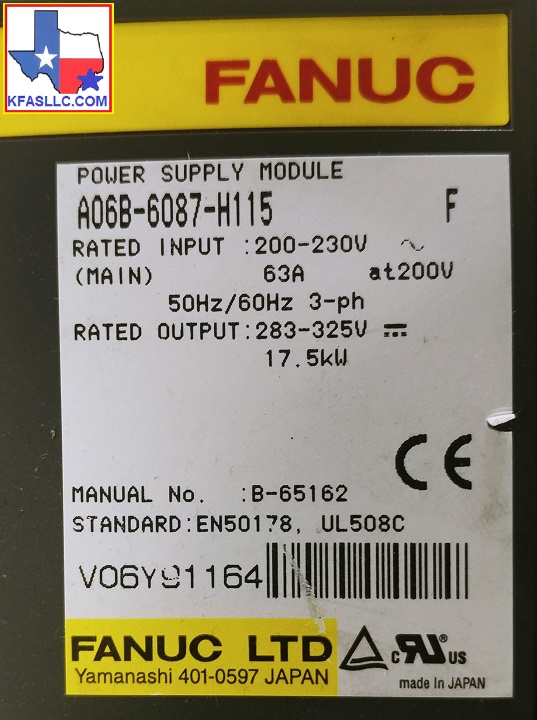 KFASLLC.COM
FANUC
POWER SUPPLY MODULE
A06B-6087-H115 F
RATED INPUT :200-230V ~
(MAIN) 63A at200V
50Hz/60Hz 3-ph
RATED OUTPUT:283-325V ⎓
17.5kW
CE
MANUAL No. :B-65162
STANDARD:EN50178, UL508C
V06Y91164
FANUC LTD
Yamanashi 401-0597 JAPAN
c RU® US
made in JAPAN